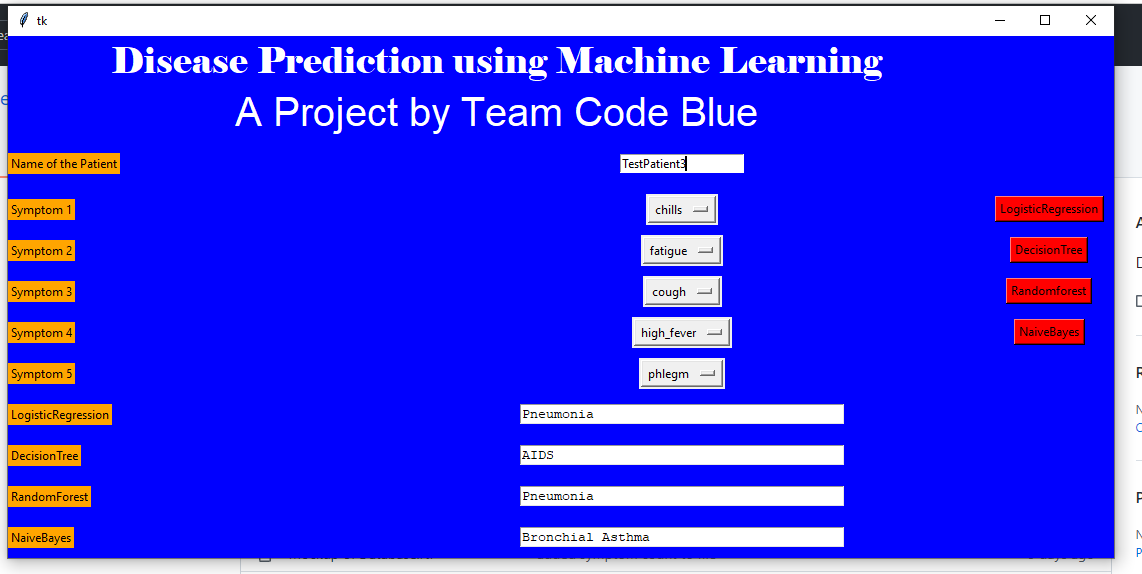 tk
Disease Prediction using Machine Learning
A Project by Team Code Blue
Name of the Patient TestPatient3
Symptom 1 chills LogisticRegression
Symptom 2 fatigue DecisionTree
Symptom 3 cough Randomforest
Symptom 4 high_fever NaiveBayes
Symptom 5 phlegm
LogisticRegression Pneumonia
DecisionTree AIDS
RandomForest Pneumonia
NaiveBayes Bronchial Asthma